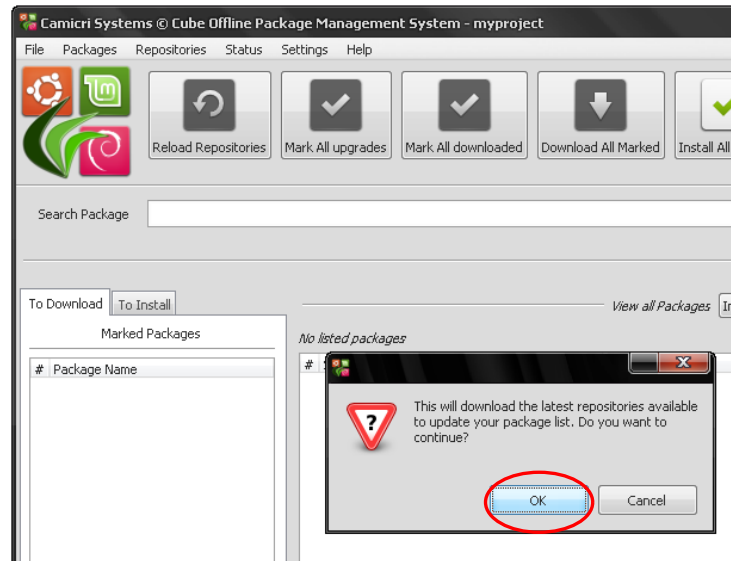 Camicri Systems © Cube Offline Package Management System - myproject
File Packages Repositories Status Settings Help
Reload Repositories
Mark All upgrades
Mark All downloaded
Download All Marked
Install All
Search Package
To Download
To Install
View all Packages
Marked Packages
No listed packages
# Package Name
#
This will download the latest repositories available
to update your package list. Do you want to
continue?
OK
Cancel